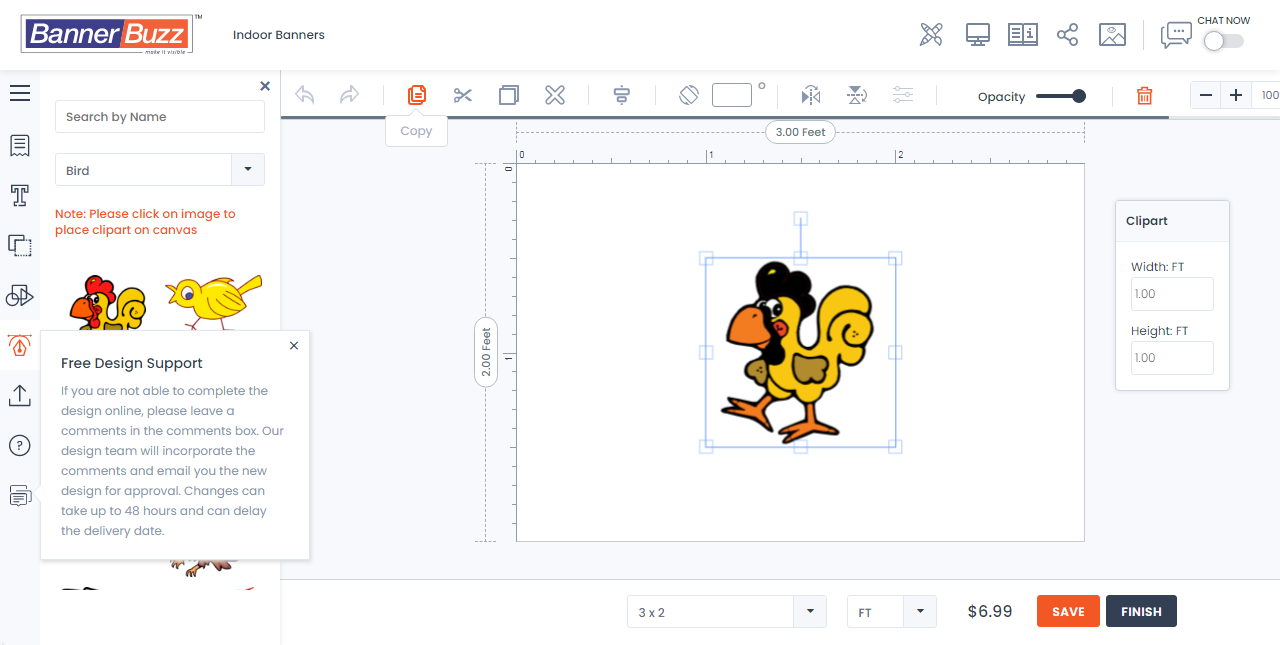 BannerBuzz
TM
make it visible
Indoor Banners
CHAT NOW
Search by Name
Bird
Note: Please click on image to
place clipart on canvas
Opacity
100
Copy
3.00 Feet
0
1
2
0
1
2.00 Feet
Clipart
Width: FT
1.00
Height: FT
1.00
Free Design Support
If you are not able to complete the
design online, please leave a
comments in the comments box. Our
design team will incorporate the
comments and email you the new
design for approval. Changes can
take up to 48 hours and can delay
the delivery date.
3 x 2
FT
$6.99
SAVE
FINISH